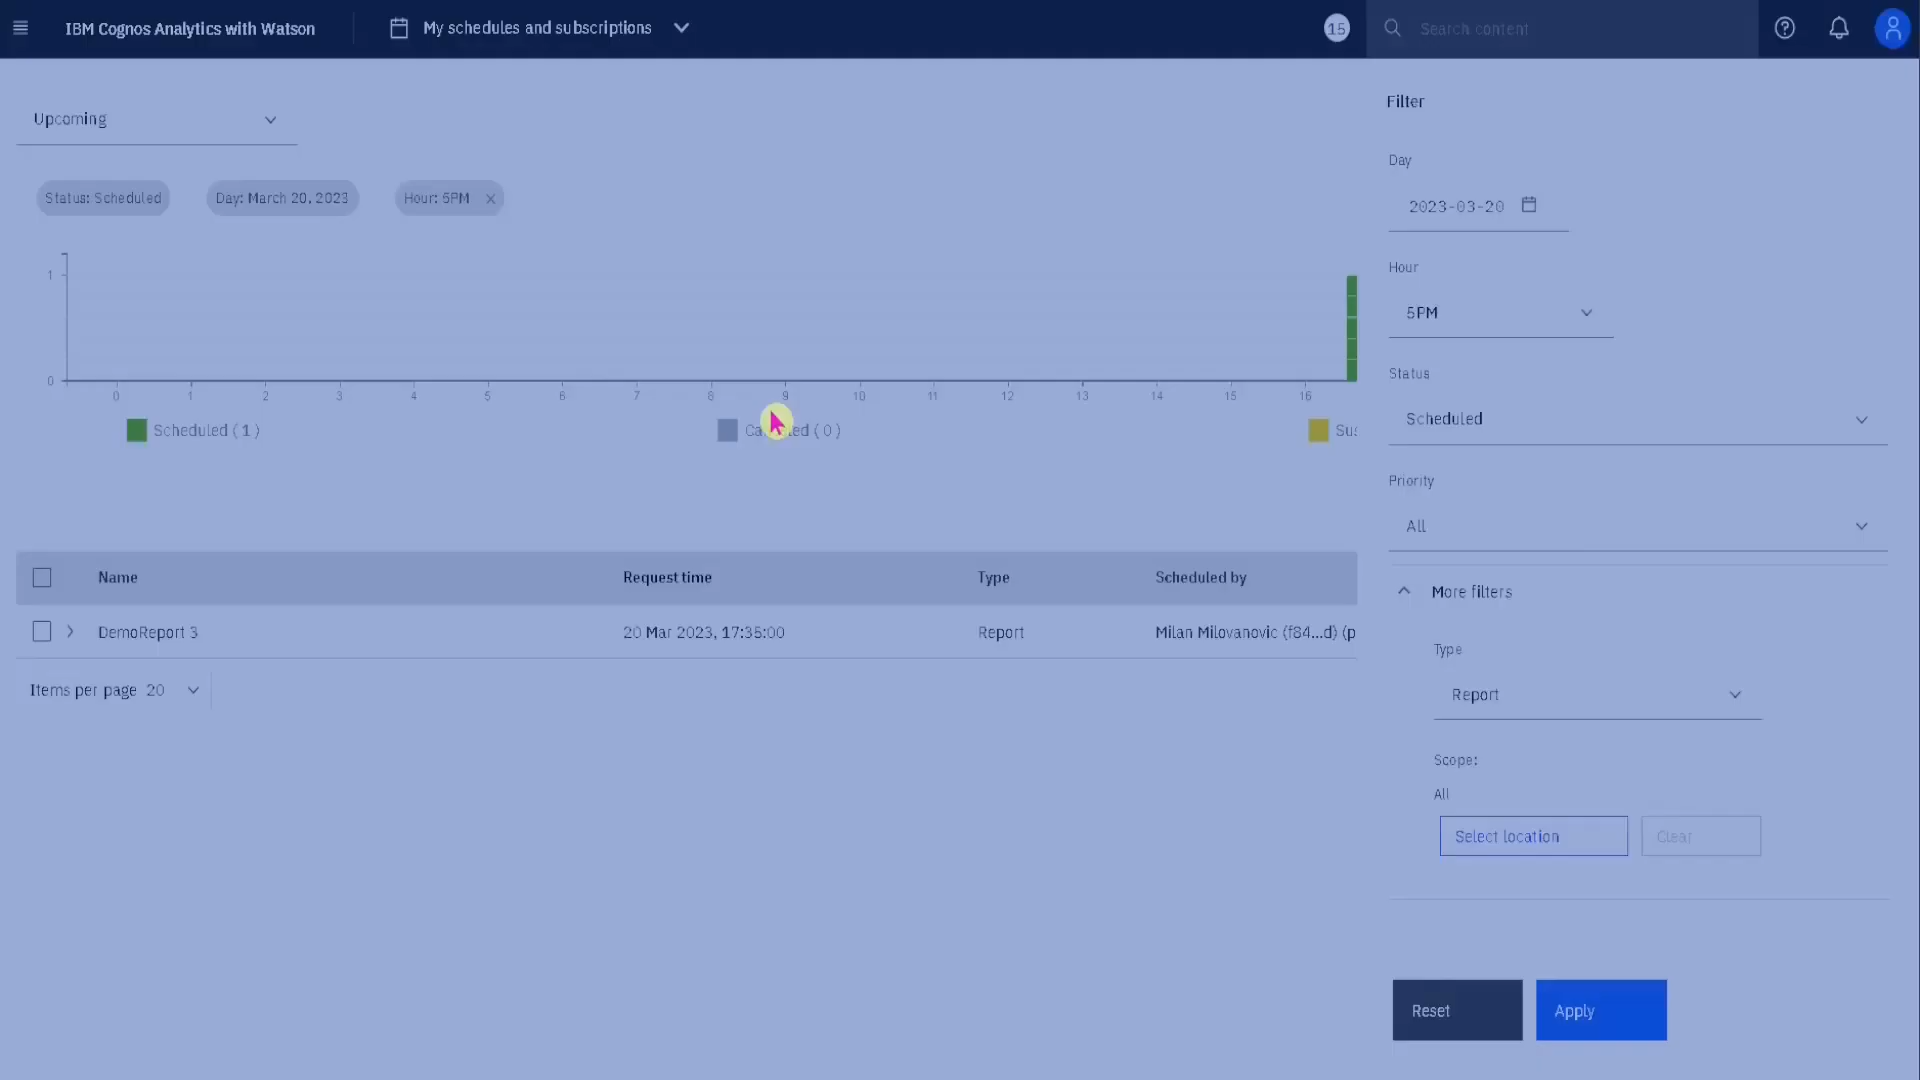 IBM Cognos Analytics with Watson
My schedules and subscriptions
15
Search content
Upcoming
Status: Scheduled
Day: March 20, 2023
Hour: 5PM
1
0
0 1 2 3 4 5 6 7 8 9 10 11 12 13 14 15 16
Scheduled ( 1 )
( 0 )
Name Request time Type Scheduled by
DemoReport 3 20 Mar 2023, 17:35:00 Report Milan Milovanovic (f84...d) (p
Items per page 20
Filter
Day
2023-03-20
Hour
5PM
Status
Scheduled
Priority
All
More filters
Type
Report
Scope:
All
Select location
Clear
Reset
Apply